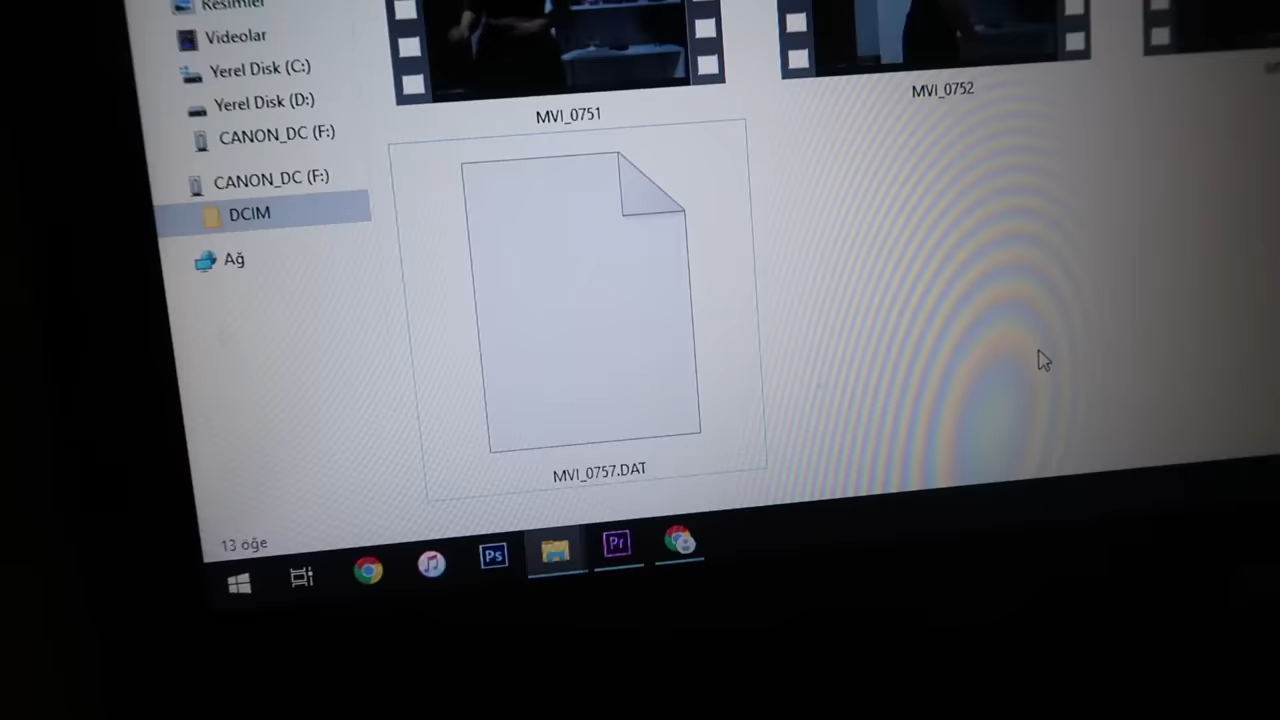 Resimler
Videolar
Yerel Disk (C:)
Yerel Disk (D:)
CANON_DC (F:)
CANON_DC (F:)
DCIM
Ağ
MVI_0751
MVI_0752
MVI_0757.DAT
13 öğe
Ps
Pr